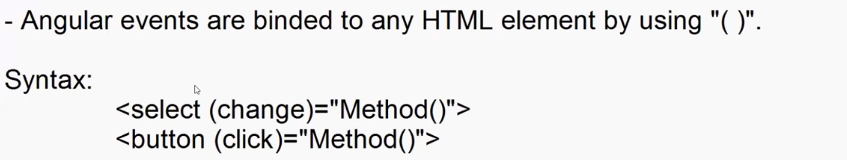 - Angular events are binded to any HTML element by using "( )".
Syntax:
<select (change)="Method()">
<button (click)="Method()">